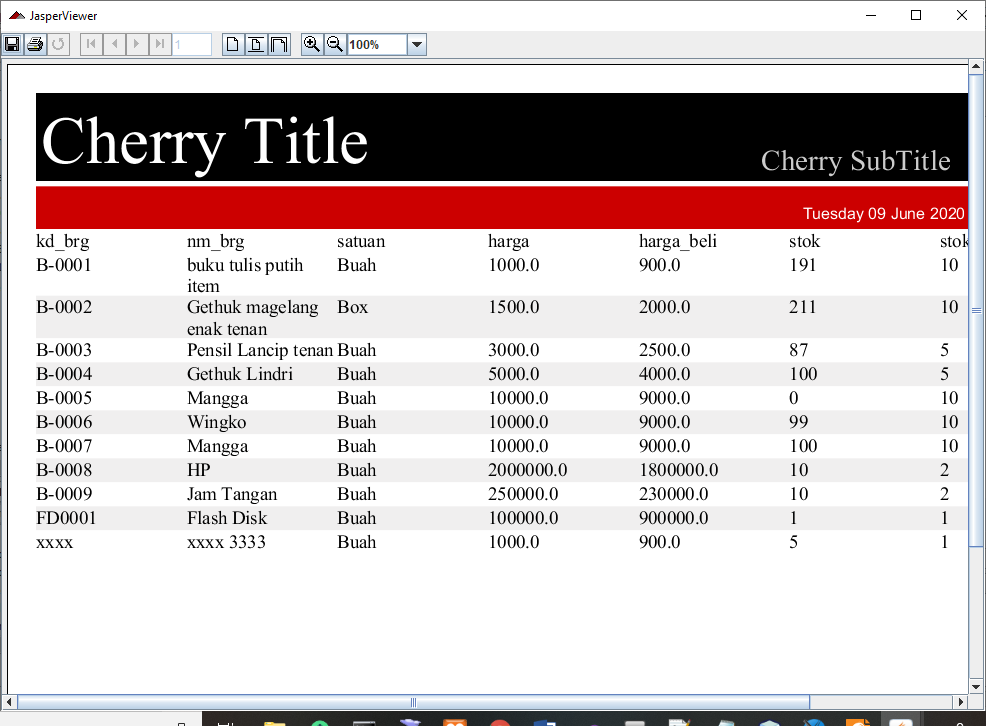 JasperViewer
1
100%
Cherry Title
Cherry SubTitle
Tuesday 09 June 2020
kd_brg nm_brg satuan harga harga_beli stok stok
B-0001 buku tulis putih Buah 1000.0 900.0 191 10
item
B-0002 Gethuk magelang Box 1500.0 2000.0 211 10
enak tenan
B-0003 Pensil Lancip tenan Buah 3000.0 2500.0 87 5
B-0004 Gethuk Lindri Buah 5000.0 4000.0 100 5
B-0005 Mangga Buah 10000.0 9000.0 0 10
B-0006 Wingko Buah 10000.0 9000.0 99 10
B-0007 Mangga Buah 10000.0 9000.0 100 10
B-0008 HP Buah 2000000.0 1800000.0 10 2
B-0009 Jam Tangan Buah 250000.0 230000.0 10 2
FD0001 Flash Disk Buah 100000.0 900000.0 1 1
xxxx xxxx 3333 Buah 1000.0 900.0 5 1